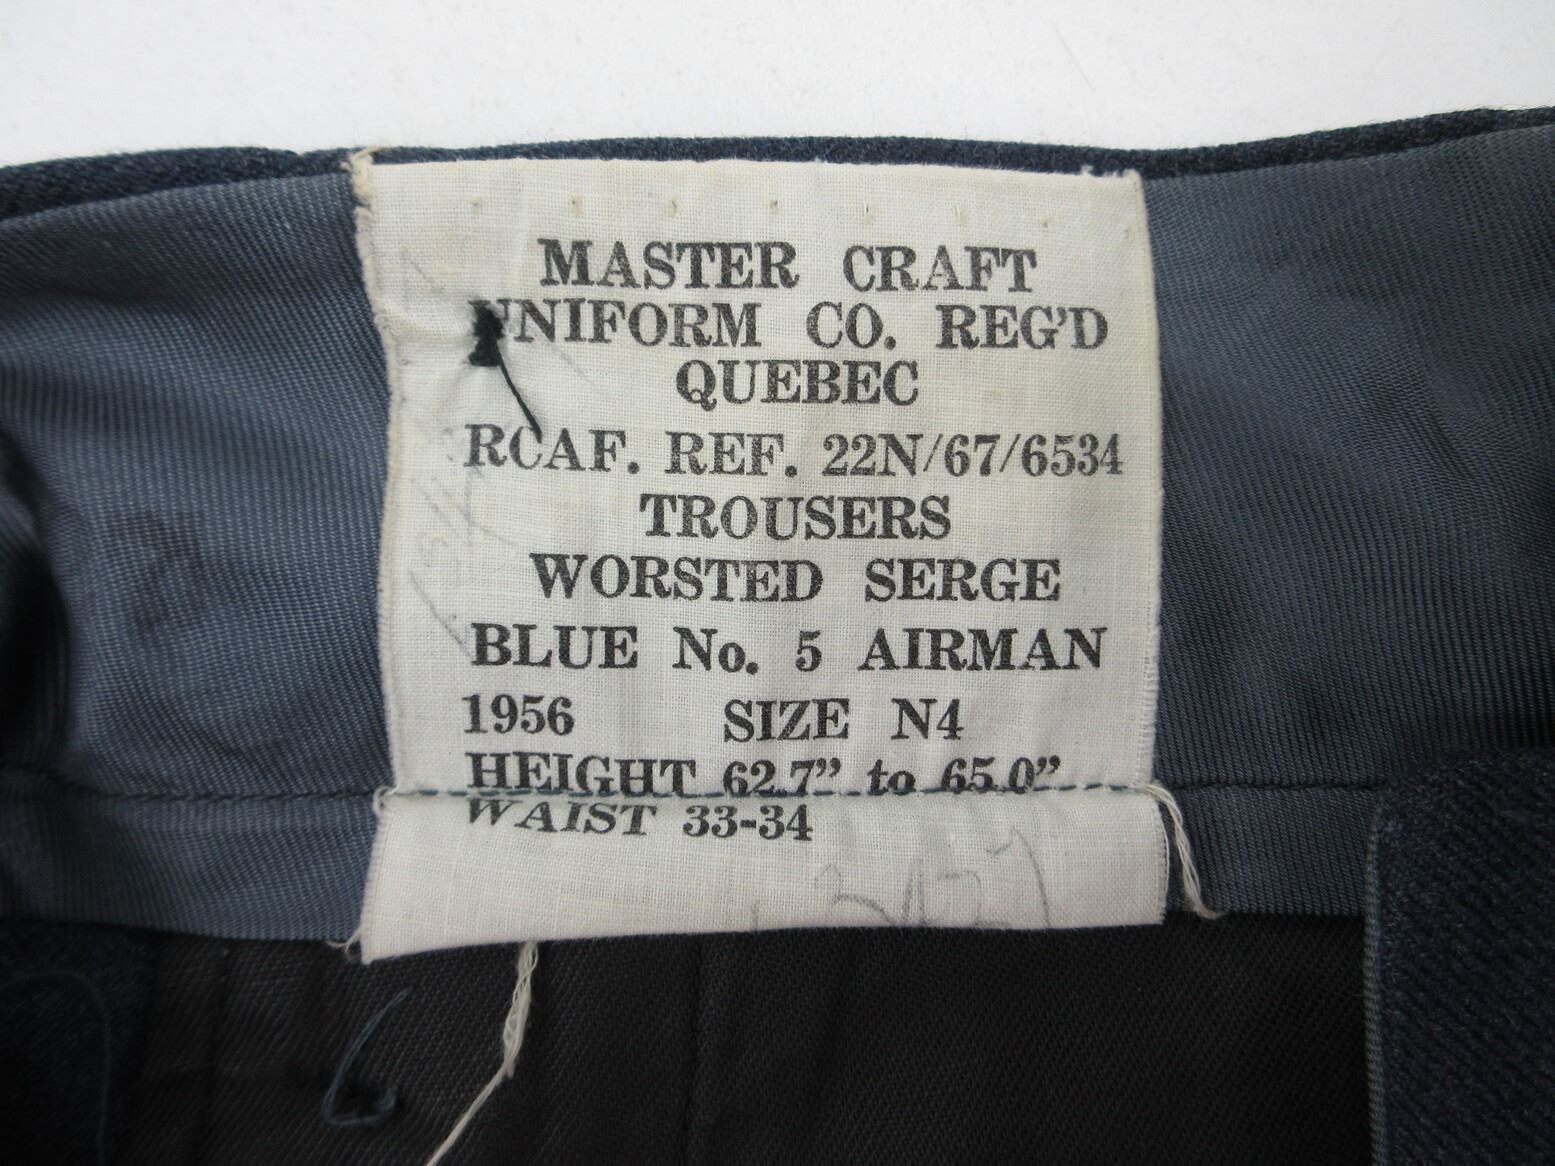 MASTER CRAFT
UNIFORM CO. REG'D
QUEBEC
RCAF. REF. 22N/67/6534
TROUSERS
WORSTED SERGE
BLUE No. 5 AIRMAN
1956 SIZE N4
HEIGHT 62.7” to 65.0”
WAIST 33-34